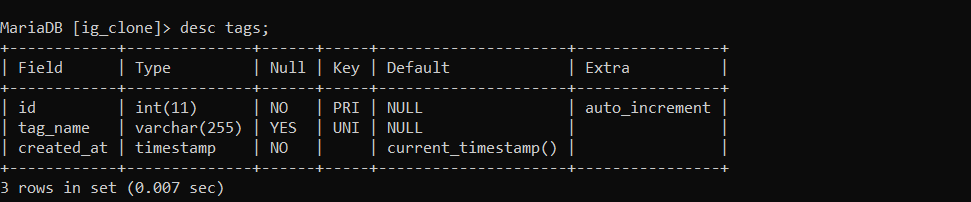 MariaDB [ig_clone]> desc tags;
+------------+--------------+------+-----+---------------------+----------------+
| Field      | Type         | Null | Key | Default             | Extra          |
+------------+--------------+------+-----+---------------------+----------------+
| id         | int(11)      | NO   | PRI | NULL                | auto_increment |
| tag_name   | varchar(255) | YES  | UNI | NULL                |                |
| created_at | timestamp    | NO   |     | current_timestamp() |                |
+------------+--------------+------+-----+---------------------+----------------+
3 rows in set (0.007 sec)